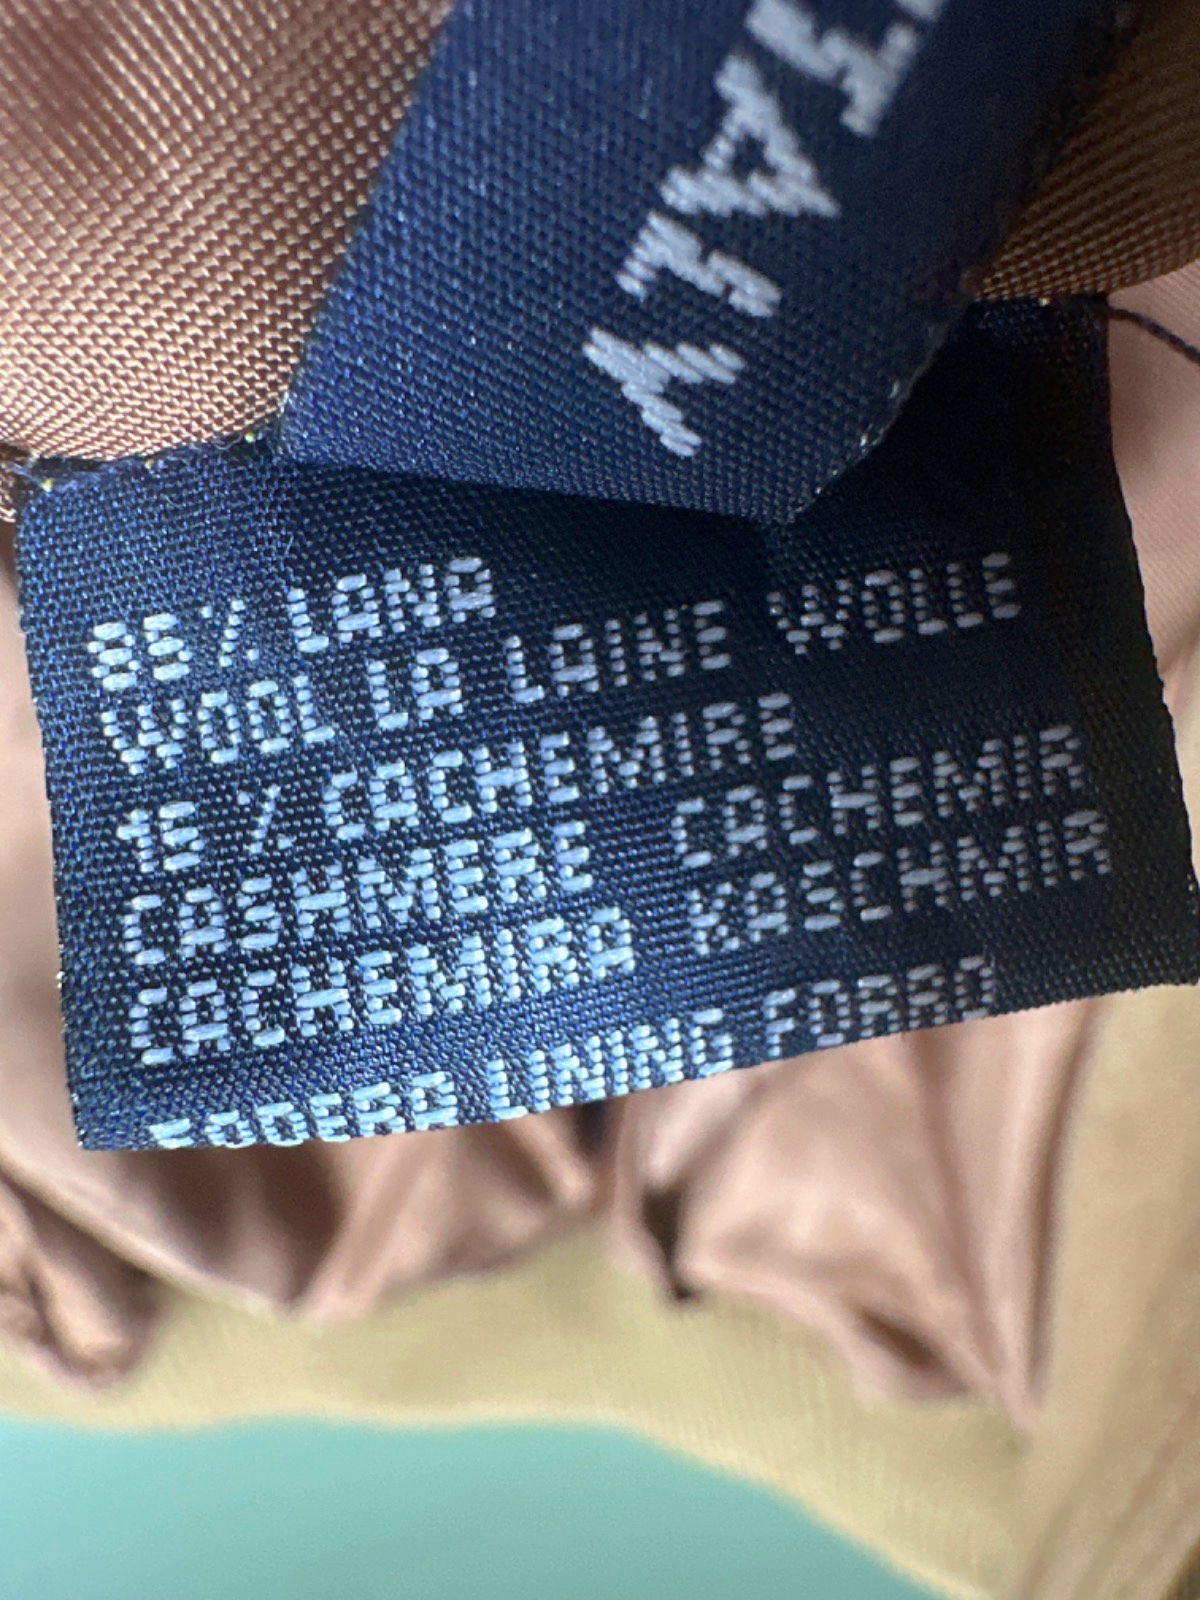 ITALY
85% LANA
WOOL LA LAINE WOLLE
15% CACHEMIRE
CASHMERE CACHEMIR
CACHEMIRA KASCHMIR
FODERA LINING FORRO